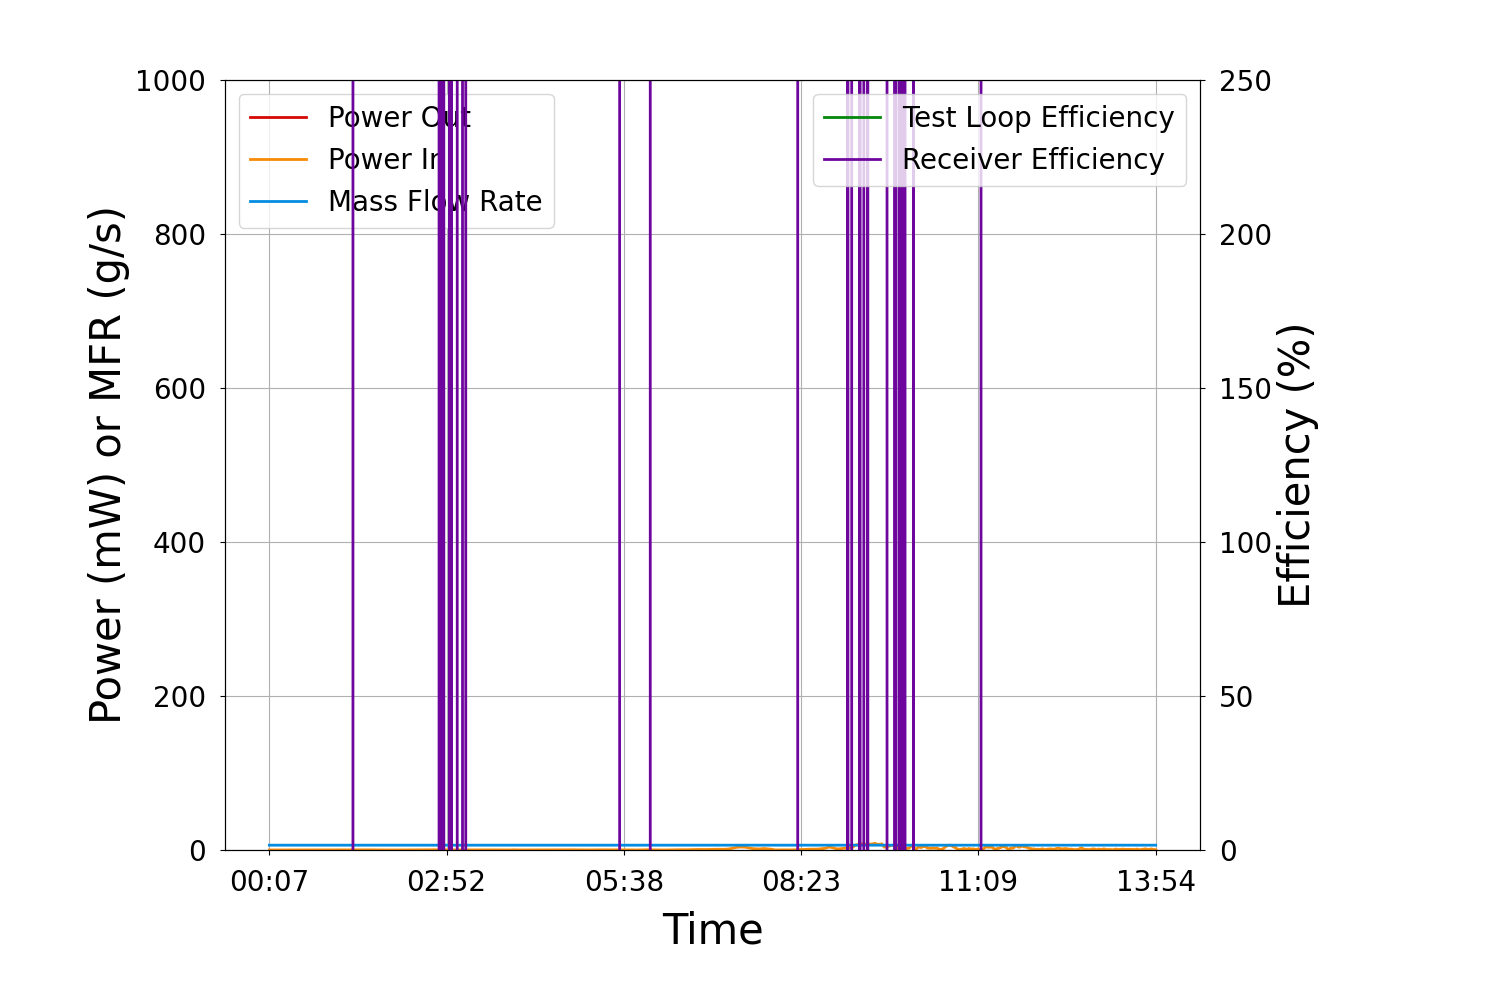 1000
800
600
400
200
0
Power (mW) or MFR (g/s)
Power Out
Power In
Mass Flow Rate
Test Loop Efficiency
Receiver Efficiency
250
200
150
100
50
0
Efficiency (%)
00:07 02:52 05:38 08:23 11:09 13:54
Time